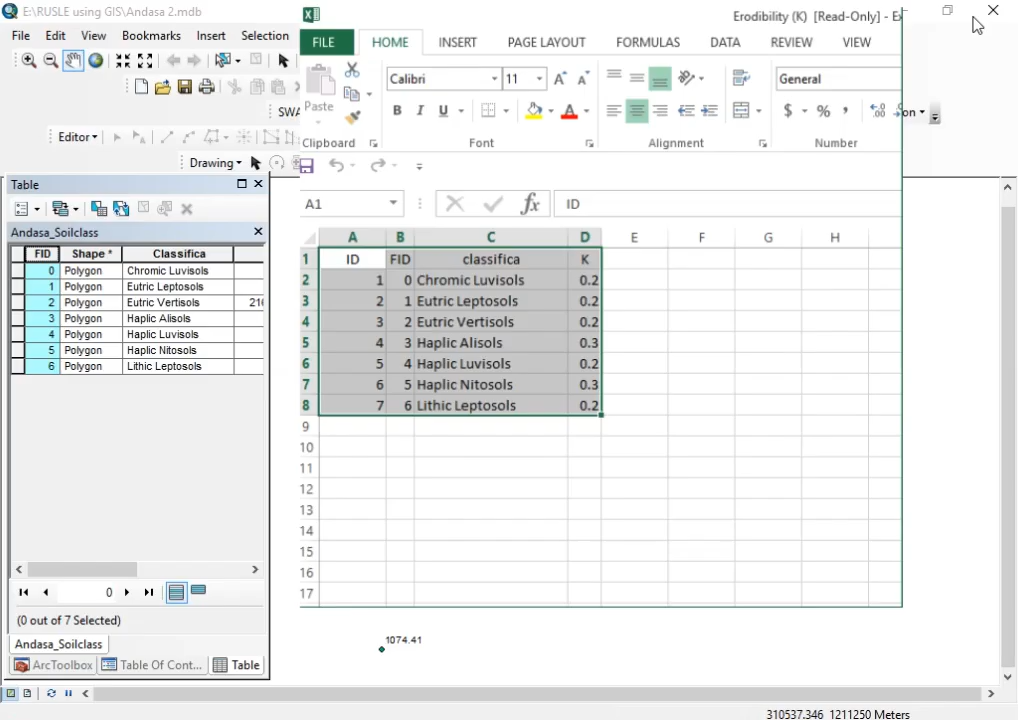 E:\RUSLE using GIS\Andasa 2.mdb
File Edit View Bookmarks Insert Selection
SWA
Editor
Drawing
Table
Andasa_Soilclass
FID Shape * Classifica
0 Polygon Chromic Luvisols
1 Polygon Eutric Leptosols
2 Polygon Eutric Vertisols 216
3 Polygon Haplic Alisols
4 Polygon Haplic Luvisols
5 Polygon Haplic Nitosols
6 Polygon Lithic Leptosols
0
(0 out of 7 Selected)
Andasa_Soilclass
ArcToolbox Table Of Cont... Table
Erodibility (K) [Read-Only] - Ex
FILE HOME INSERT PAGE LAYOUT FORMULAS DATA REVIEW VIEW
Calibri 11 General
Paste B I U A $ %
Clipboard Font Alignment Number
on
A1 fx ID
A B C D E F G H
1 ID FID classifica K
2 1 0 Chromic Luvisols 0.2
3 2 1 Eutric Leptosols 0.2
4 3 2 Eutric Vertisols 0.2
5 4 3 Haplic Alisols 0.3
6 5 4 Haplic Luvisols 0.2
7 6 5 Haplic Nitosols 0.3
8 7 6 Lithic Leptosols 0.2
9
10
11
12
13
14
15
16
17
1074.41
310537.346 1211250 Meters